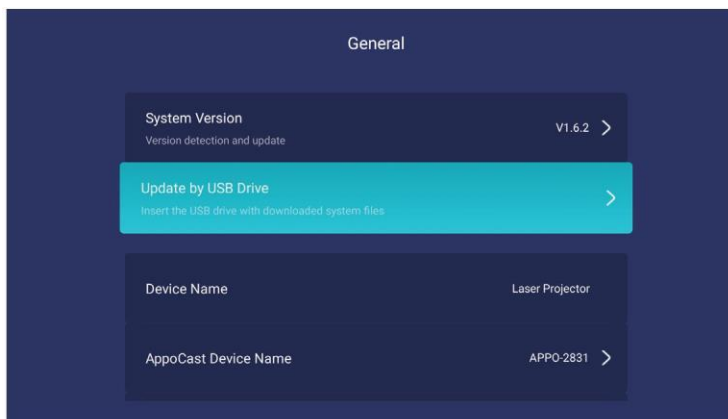 General
System Version
Version detection and update
V1.6.2
Update by USB Drive
Insert the USB drive with downloaded system files
Device Name
Laser Projector
AppoCast Device Name
APPO-2831